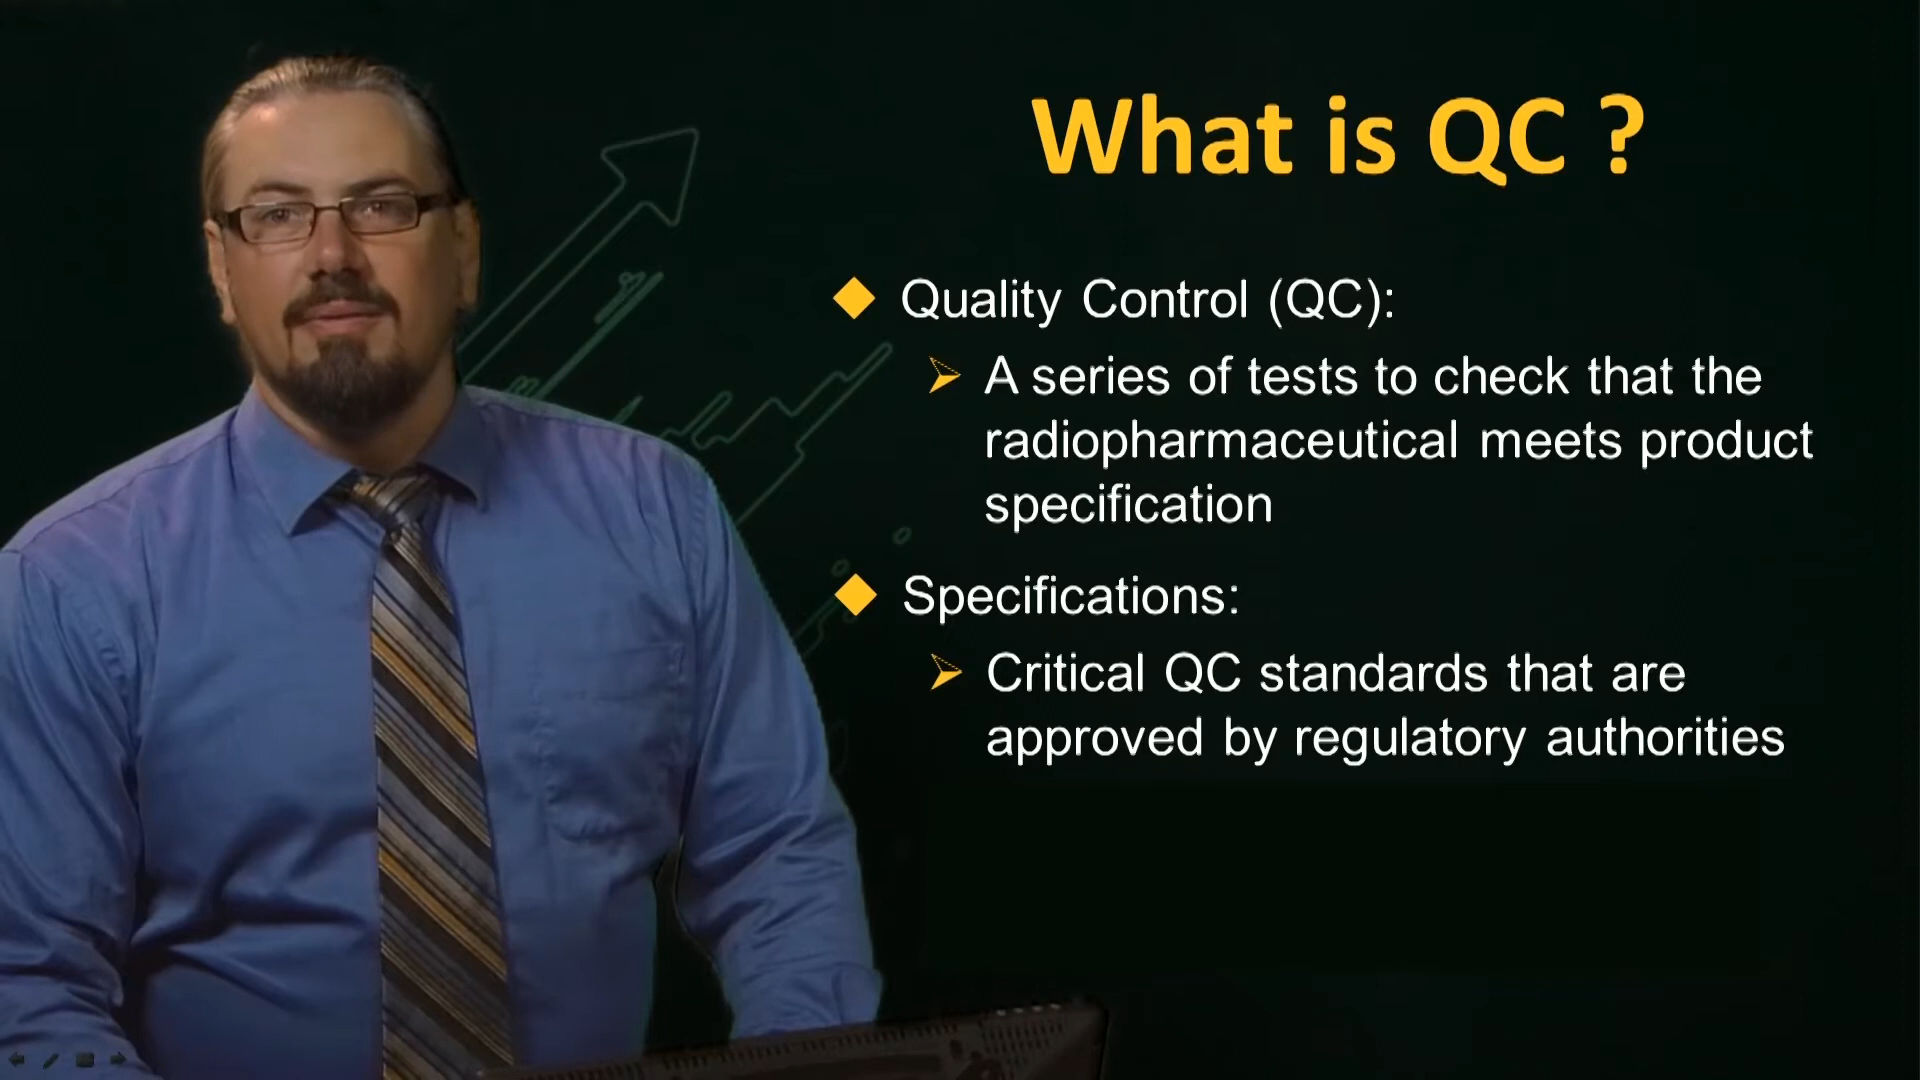 What is QC ?
Quality Control (QC):
A series of tests to check that the
radiopharmaceutical meets product
specification
Specifications:
Critical QC standards that are
approved by regulatory authorities